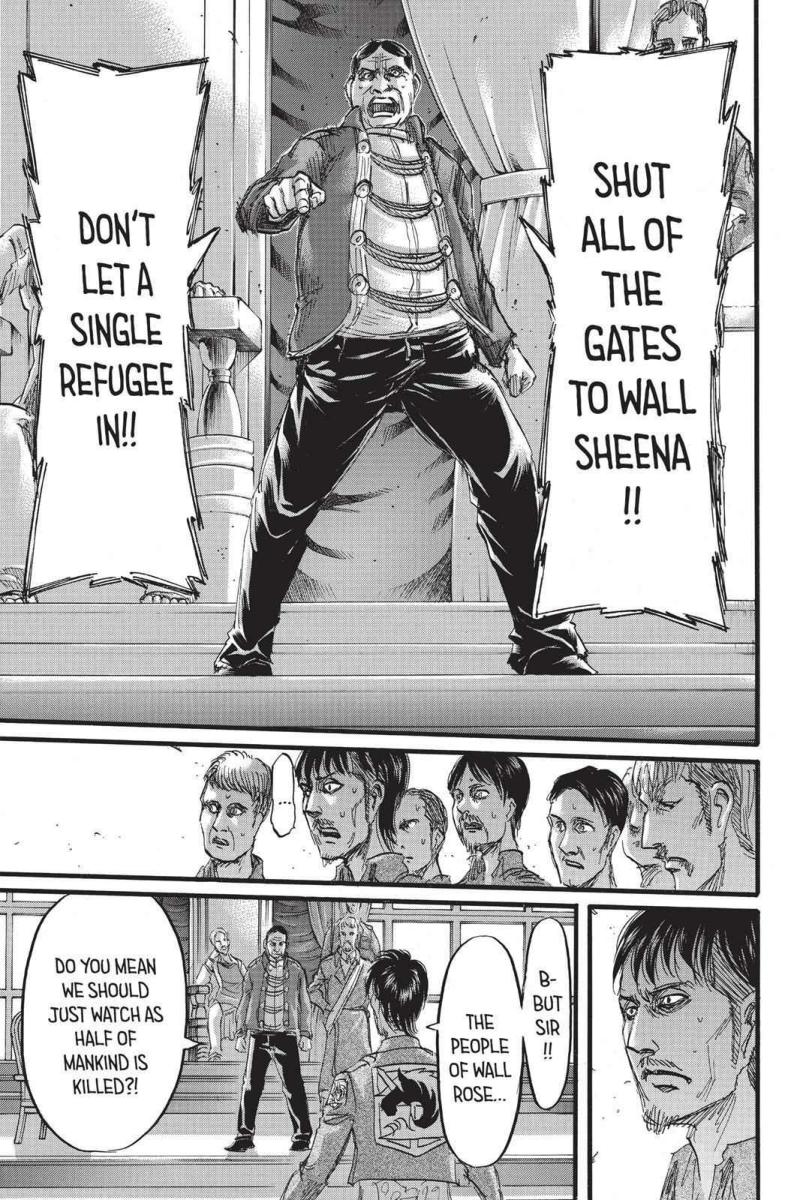 SHUT
ALL OF
THE
GATES
TO WALL
SHEENA
!!
DON'T
LET A
SINGLE
REFUGEE
IN!!
...
B-
BUT
SIR
!!
THE
PEOPLE
OF WALL
ROSE...
DO YOU MEAN
WE SHOULD
JUST WATCH AS
HALF OF
MANKIND IS
KILLED?!